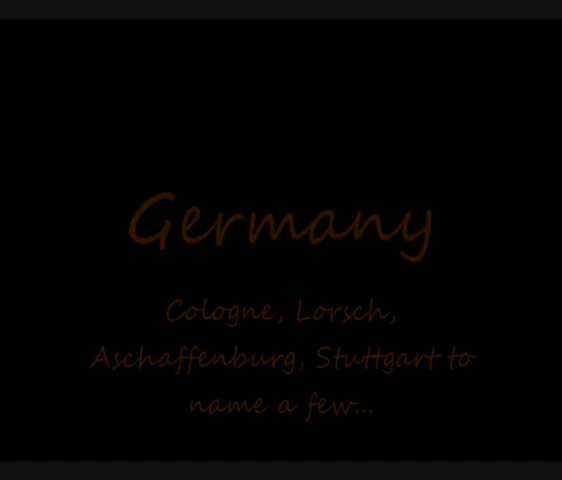 Germany
Cologne, Lorsch,
Aschaffenburg, Stuttgart to
name a few...